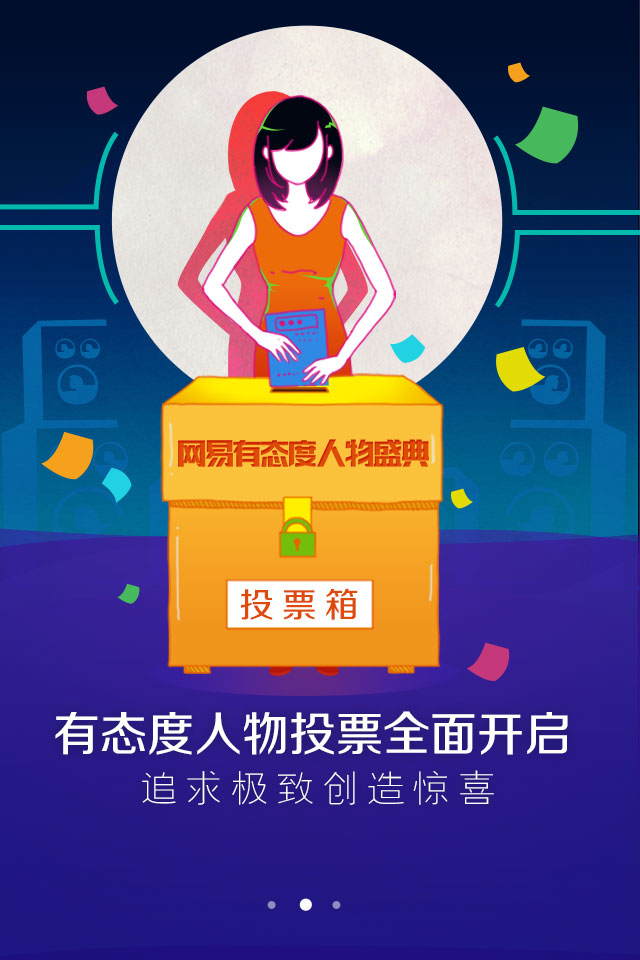 网易有态度人物盛典
投票箱
有态度人物投票全面开启
追求极致创造惊喜